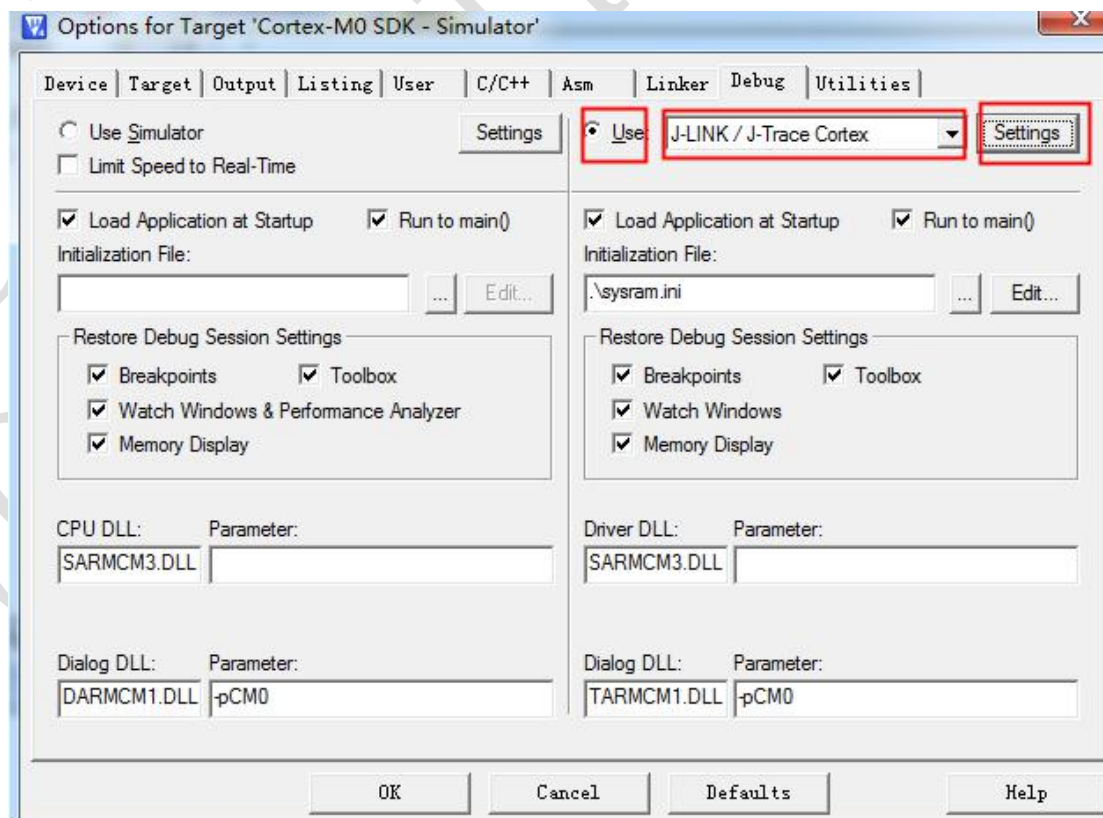 Options for Target 'Cortex-M0 SDK - Simulator'
Device Target Output Listing User C/C++ Asm Linker Debug Utilities
Use Simulator Settings
Limit Speed to Real-Time
Use: J-LINK / J-Trace Cortex Settings
Load Application at Startup Run to main()
Initialization File:
... Edit...
Restore Debug Session Settings
Breakpoints Toolbox
Watch Windows & Performance Analyzer
Memory Display
Load Application at Startup Run to main()
Initialization File:
.\sysram.ini ... Edit...
Restore Debug Session Settings
Breakpoints Toolbox
Watch Windows
Memory Display
CPU DLL: Parameter:
SARMCM3.DLL
Driver DLL: Parameter:
SARMCM3.DLL
Dialog DLL: Parameter:
DARMCM1.DLL -pCM0
Dialog DLL: Parameter:
TARMCM1.DLL -pCM0
OK Cancel Defaults Help